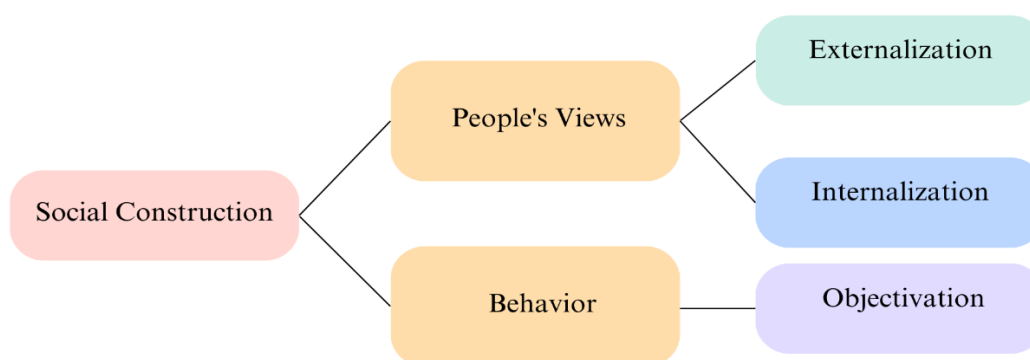 Externalization
People's Views
Internalization
Social Construction
Objectivation
Behavior